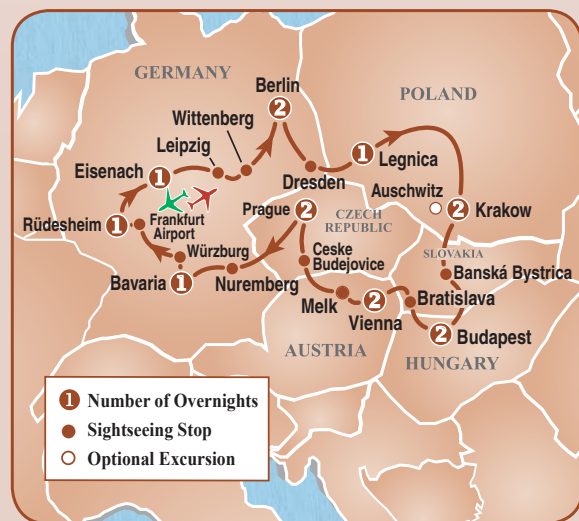 GERMANY
POLAND
Berlin
2
Wittenberg
Leipzig
Eisenach
1
1
Legnica
Dresden
Auschwitz
2
Krakow
Rüdesheim
1
Frankfurt
Airport
Prague
2
CZECH
REPUBLIC
SLOVAKIA
Würzburg
Ceske
Budejovice
Banská Bystrica
Bavaria
1
Nuremberg
Melk
2
Vienna
Bratislava
2
Budapest
AUSTRIA
HUNGARY
1 Number of Overnights
Sightseeing Stop
Optional Excursion